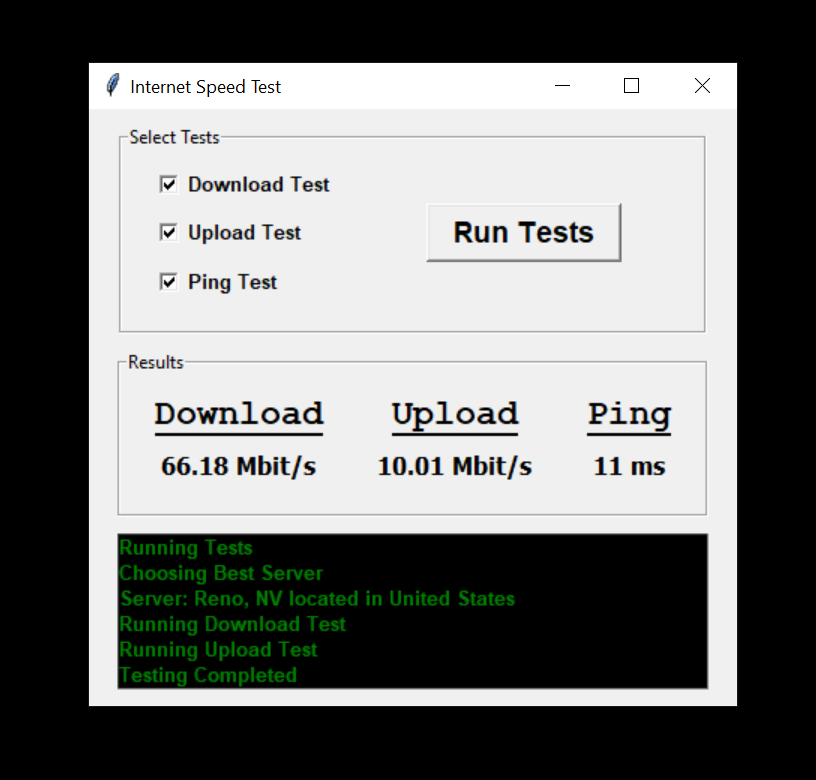 Internet Speed Test
Select Tests
Download Test
Upload Test
Run Tests
Ping Test
Results
Download Upload Ping
66.18 Mbit/s 10.01 Mbit/s 11 ms
Running Tests
Choosing Best Server
Server: Reno, NV located in United States
Running Download Test
Running Upload Test
Testing Completed